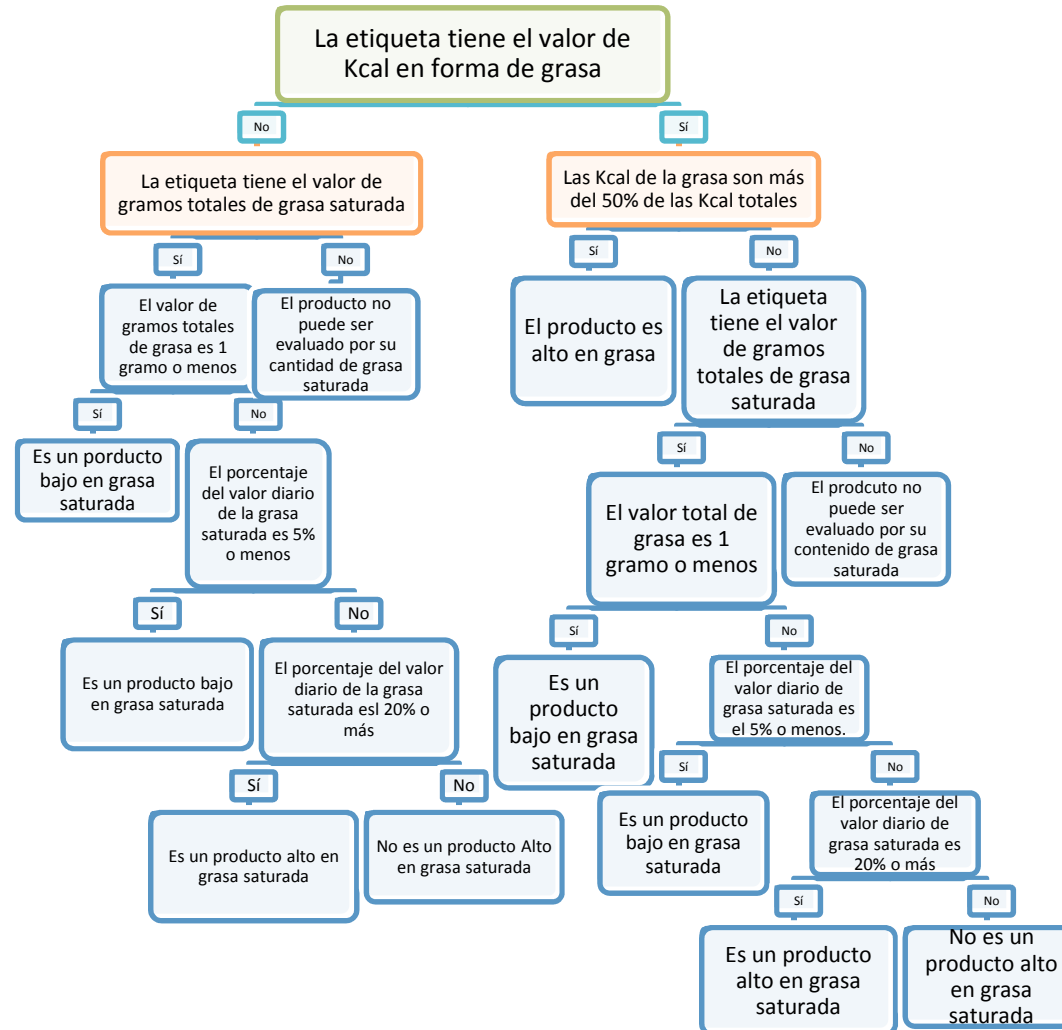 La etiqueta tiene el valor de
Kcal en forma de grasa
No
Sí
La etiqueta tiene el valor de
gramos totales de grasa saturada
Las Kcal de la grasa son más
del 50% de las Kcal totales
Sí
No
Sí
No
El valor de
gramos totales
de grasa es 1
gramo o menos
El producto no
puede ser
evaluado por su
cantidad de grasa
saturada
El producto es
alto en grasa
La etiqueta
tiene el valor
de gramos
totales de grasa
saturada
Sí
No
Sí
No
Es un porducto
bajo en grasa
saturada
El porcentaje
del valor diario
de la grasa
saturada es 5%
o menos
El valor total de
grasa es 1
gramo o menos
El prodcuto no
puede ser
evaluado por su
contenido de grasa
saturada
Sí
No
Sí
No
Es un producto bajo
en grasa saturada
El porcentaje del valor
diario de la grasa
saturada esl 20% o
más
Es un
producto
bajo en grasa
saturada
El porcentaje del
valor diario de
grasa saturada es
el 5% o menos.
Sí
No
Sí
No
Es un producto alto en
grasa saturada
No es un producto Alto
en grasa saturada
Es un producto
bajo en grasa
saturada
El porcentaje del
valor diario de
grasa saturada es
20% o más
Sí
No
Es un producto
alto en grasa
saturada
No es un
producto alto
en grasa
saturada